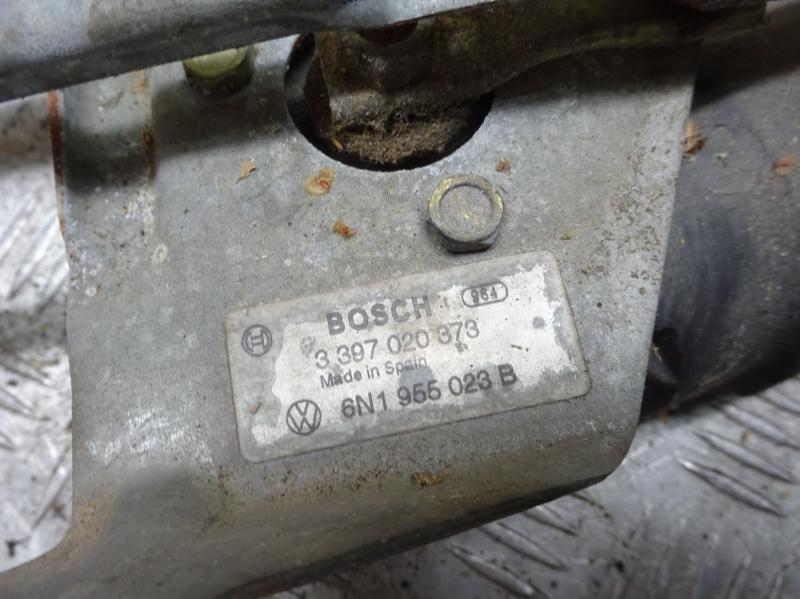 BOSCH 954
3 397 020 373
Made in Spain
6N1 955 023 B